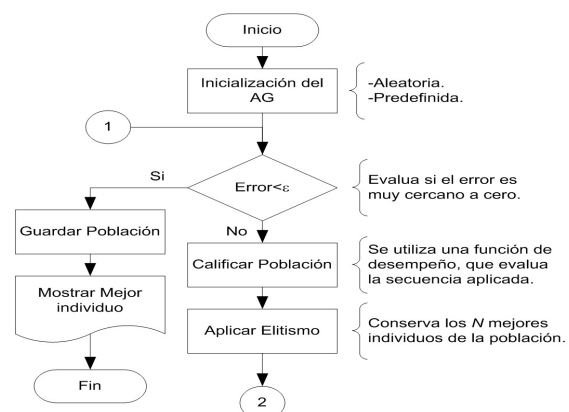 Inicio
Inicialización del
AG
-Aleatoria.
-Predefinida.
1
Si
Error<ε
Evalua si el error es
muy cercano a cero.
No
Guardar Población
Calificar Población
Se utiliza una función de
desempeño, que evalua
la secuencia aplicada.
Mostrar Mejor
individuo
Aplicar Elitismo
Conserva los N mejores
individuos de la población.
Fin
2